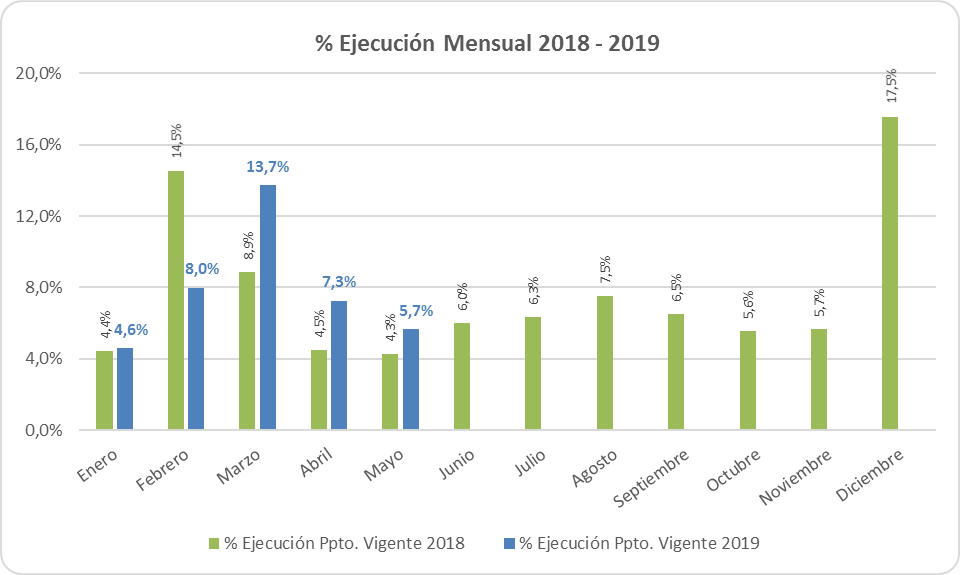 % Ejecución Mensual 2018 - 2019
20,0%
16,0%
12,0%
8,0%
4,0%
0,0%
4,4%
4,6%
14,5%
8,0%
8,9%
13,7%
4,5%
7,3%
4,3%
5,7%
6,0%
6,3%
7,5%
6,5%
5,6%
5,7%
17,5%
Enero
Febrero
Marzo
Abril
Mayo
Junio
Julio
Agosto
Septiembre
Octubre
Noviembre
Diciembre
% Ejecución Ppto. Vigente 2018
% Ejecución Ppto. Vigente 2019